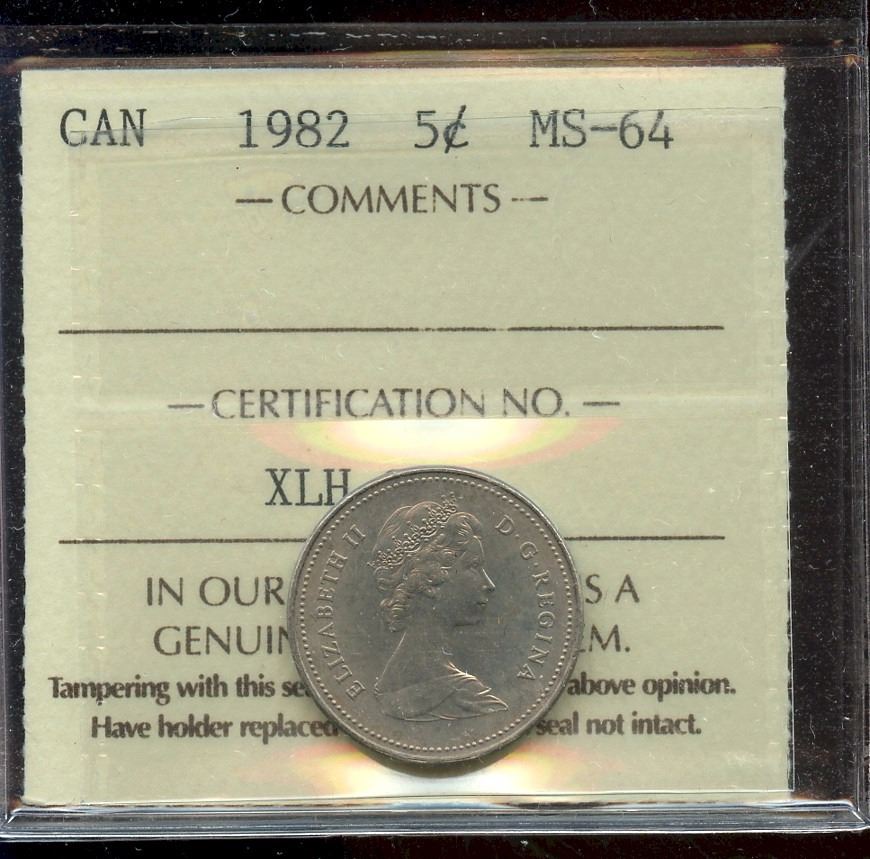 CAN 1982 5¢ MS-64
— COMMENTS —
— CERTIFICATION NO. —
XLH
IN OUR S A
GENUIN EM.
Tampering with this se above opinion.
Have holder replaced seal not intact.
ELIZABETH II D·G·REGINA